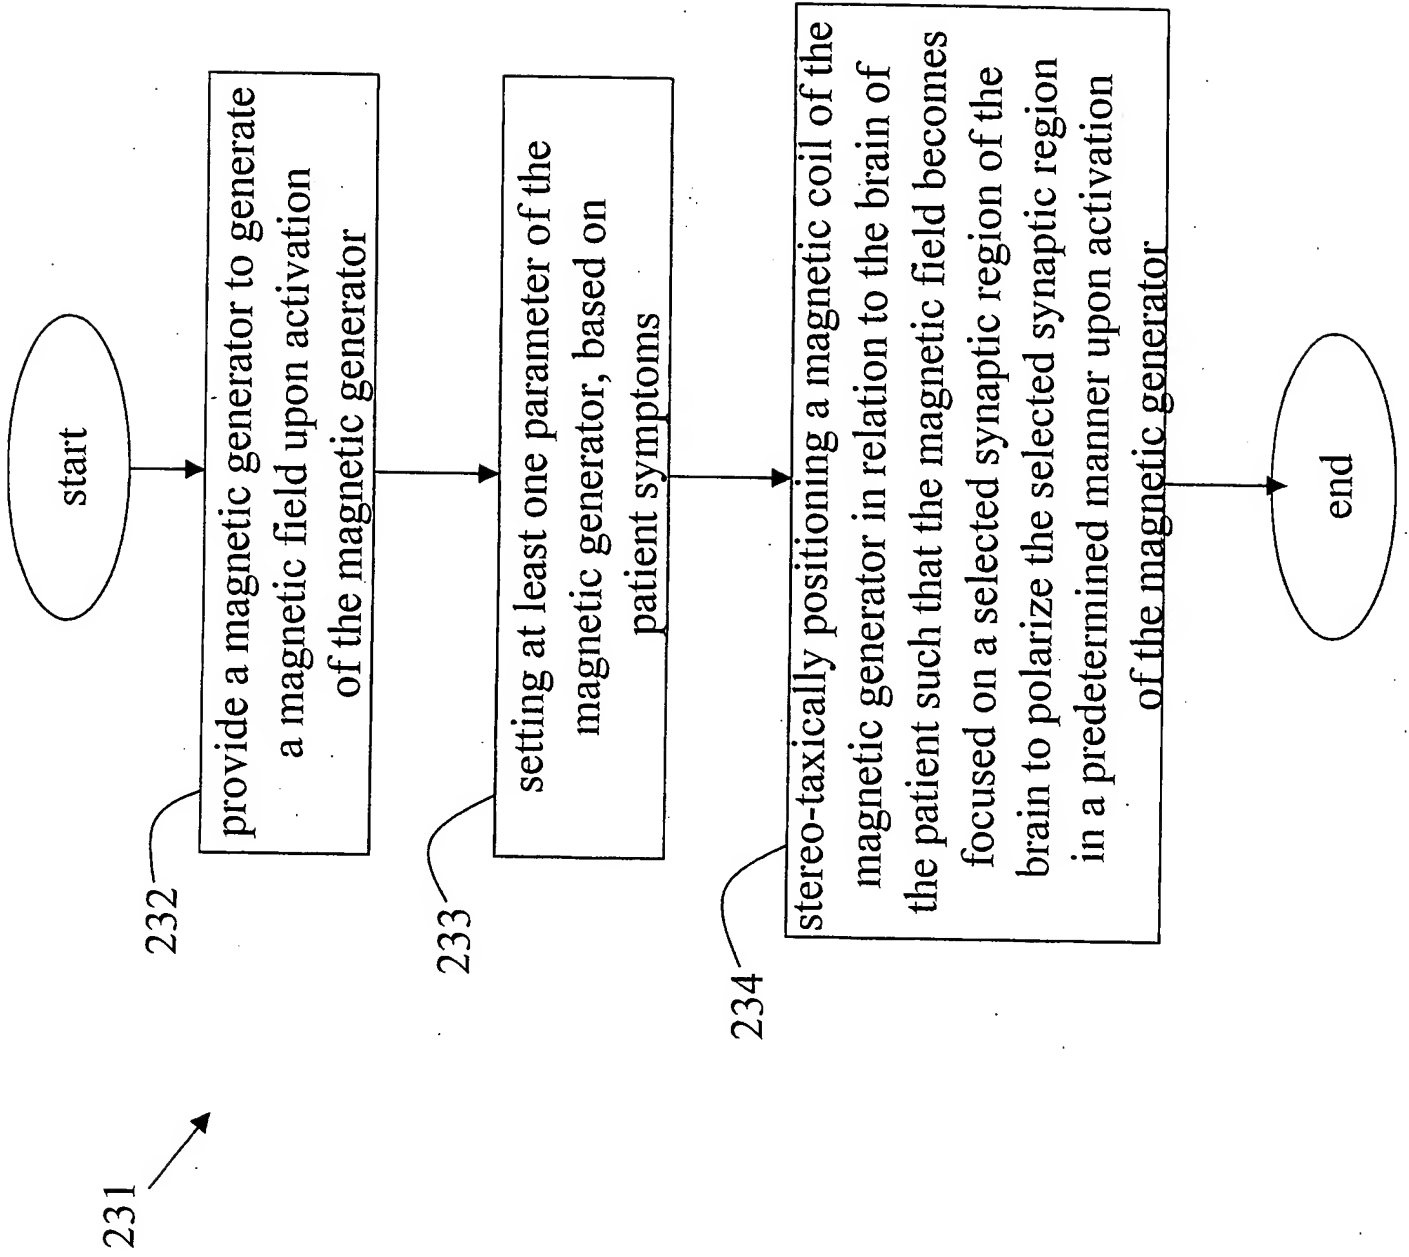 231
start
232
provide a magnetic generator to generate
a magnetic field upon activation
of the magnetic generator
233
setting at least one parameter of the
magnetic generator, based on
patient symptoms
234
stereo-taxically positioning a magnetic coil of the
magnetic generator in relation to the brain of
the patient such that the magnetic field becomes
focused on a selected synaptic region of the
brain to polarize the selected synaptic region
in a predetermined manner upon activation
of the magnetic generator
end